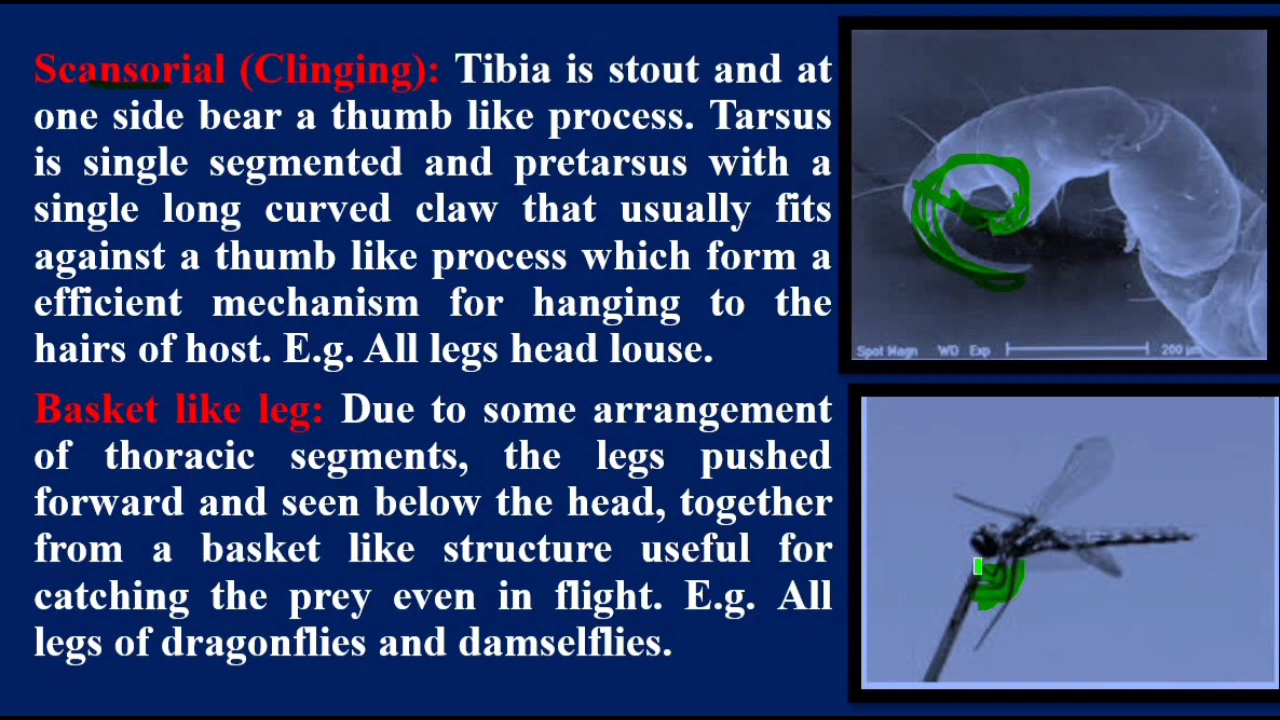 Scansorial (Clinging): Tibia is stout and at
one side bear a thumb like process. Tarsus
is single segmented and pretarsus with a
single long curved claw that usually fits
against a thumb like process which form a
efficient mechanism for hanging to the
hairs of host. E.g. All legs head louse.
Basket like leg: Due to some arrangement
of thoracic segments, the legs pushed
forward and seen below the head, together
from a basket like structure useful for
catching the prey even in flight. E.g. All
legs of dragonflies and damselflies.
Spot Magn WD Exp 200 µm